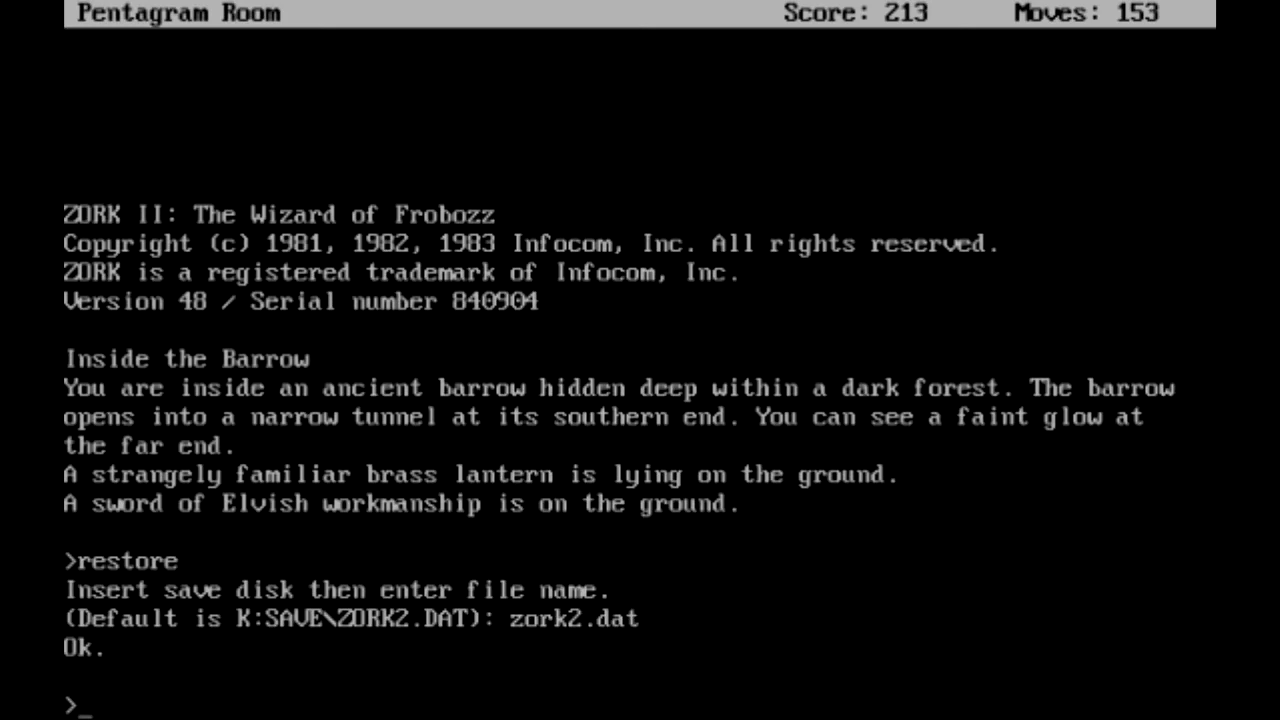 Pentagram Room Score: 213 Moves: 153
ZORK II: The Wizard of Frobozz
Copyright (c) 1981, 1982, 1983 Infocom, Inc. All rights reserved.
ZORK is a registered trademark of Infocom, Inc.
Version 48 / Serial number 840904
Inside the Barrow
You are inside an ancient barrow hidden deep within a dark forest. The barrow
opens into a narrow tunnel at its southern end. You can see a faint glow at
the far end.
A strangely familiar brass lantern is lying on the ground.
A sword of Elvish workmanship is on the ground.
>restore
Insert save disk then enter file name.
(Default is K:SAVE\ZORK2.DAT): zork2.dat
Ok.
>_